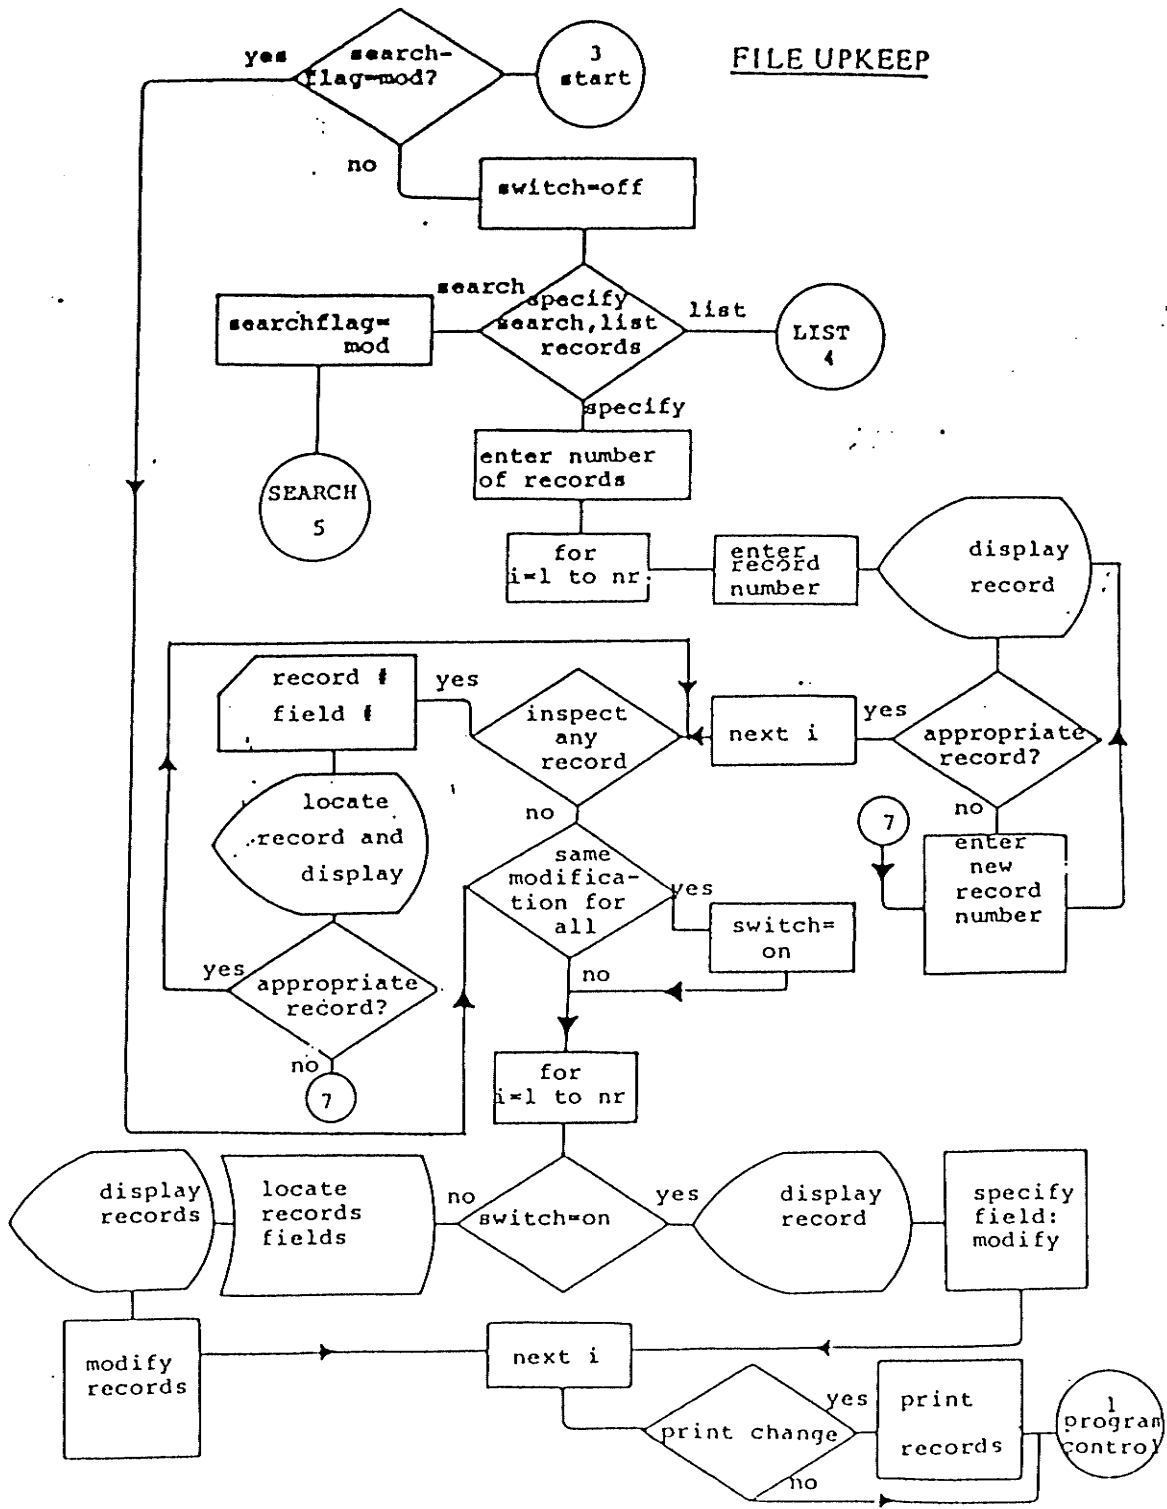 FILE UPKEEP
3
start
search-
flag=mod?
yes
no
switch=off
specify
search,list
records
search
list
specify
searchflag=
mod
LIST
4
SEARCH
5
enter number
of records
for
i=1 to nr.
enter
record
number
display
record
appropriate
record?
yes
no
next i
enter
new
record
number
7
inspect
any
record
yes
no
record #
field #
locate
record and
display
appropriate
record?
yes
no
7
same
modifica-
tion for
all
yes
no
switch=
on
for
i=1 to nr
switch=on
no
yes
locate
records
fields
display
records
modify
records
display
record
specify
field:
modify
next i
print change
yes
no
print
records
1
program
control